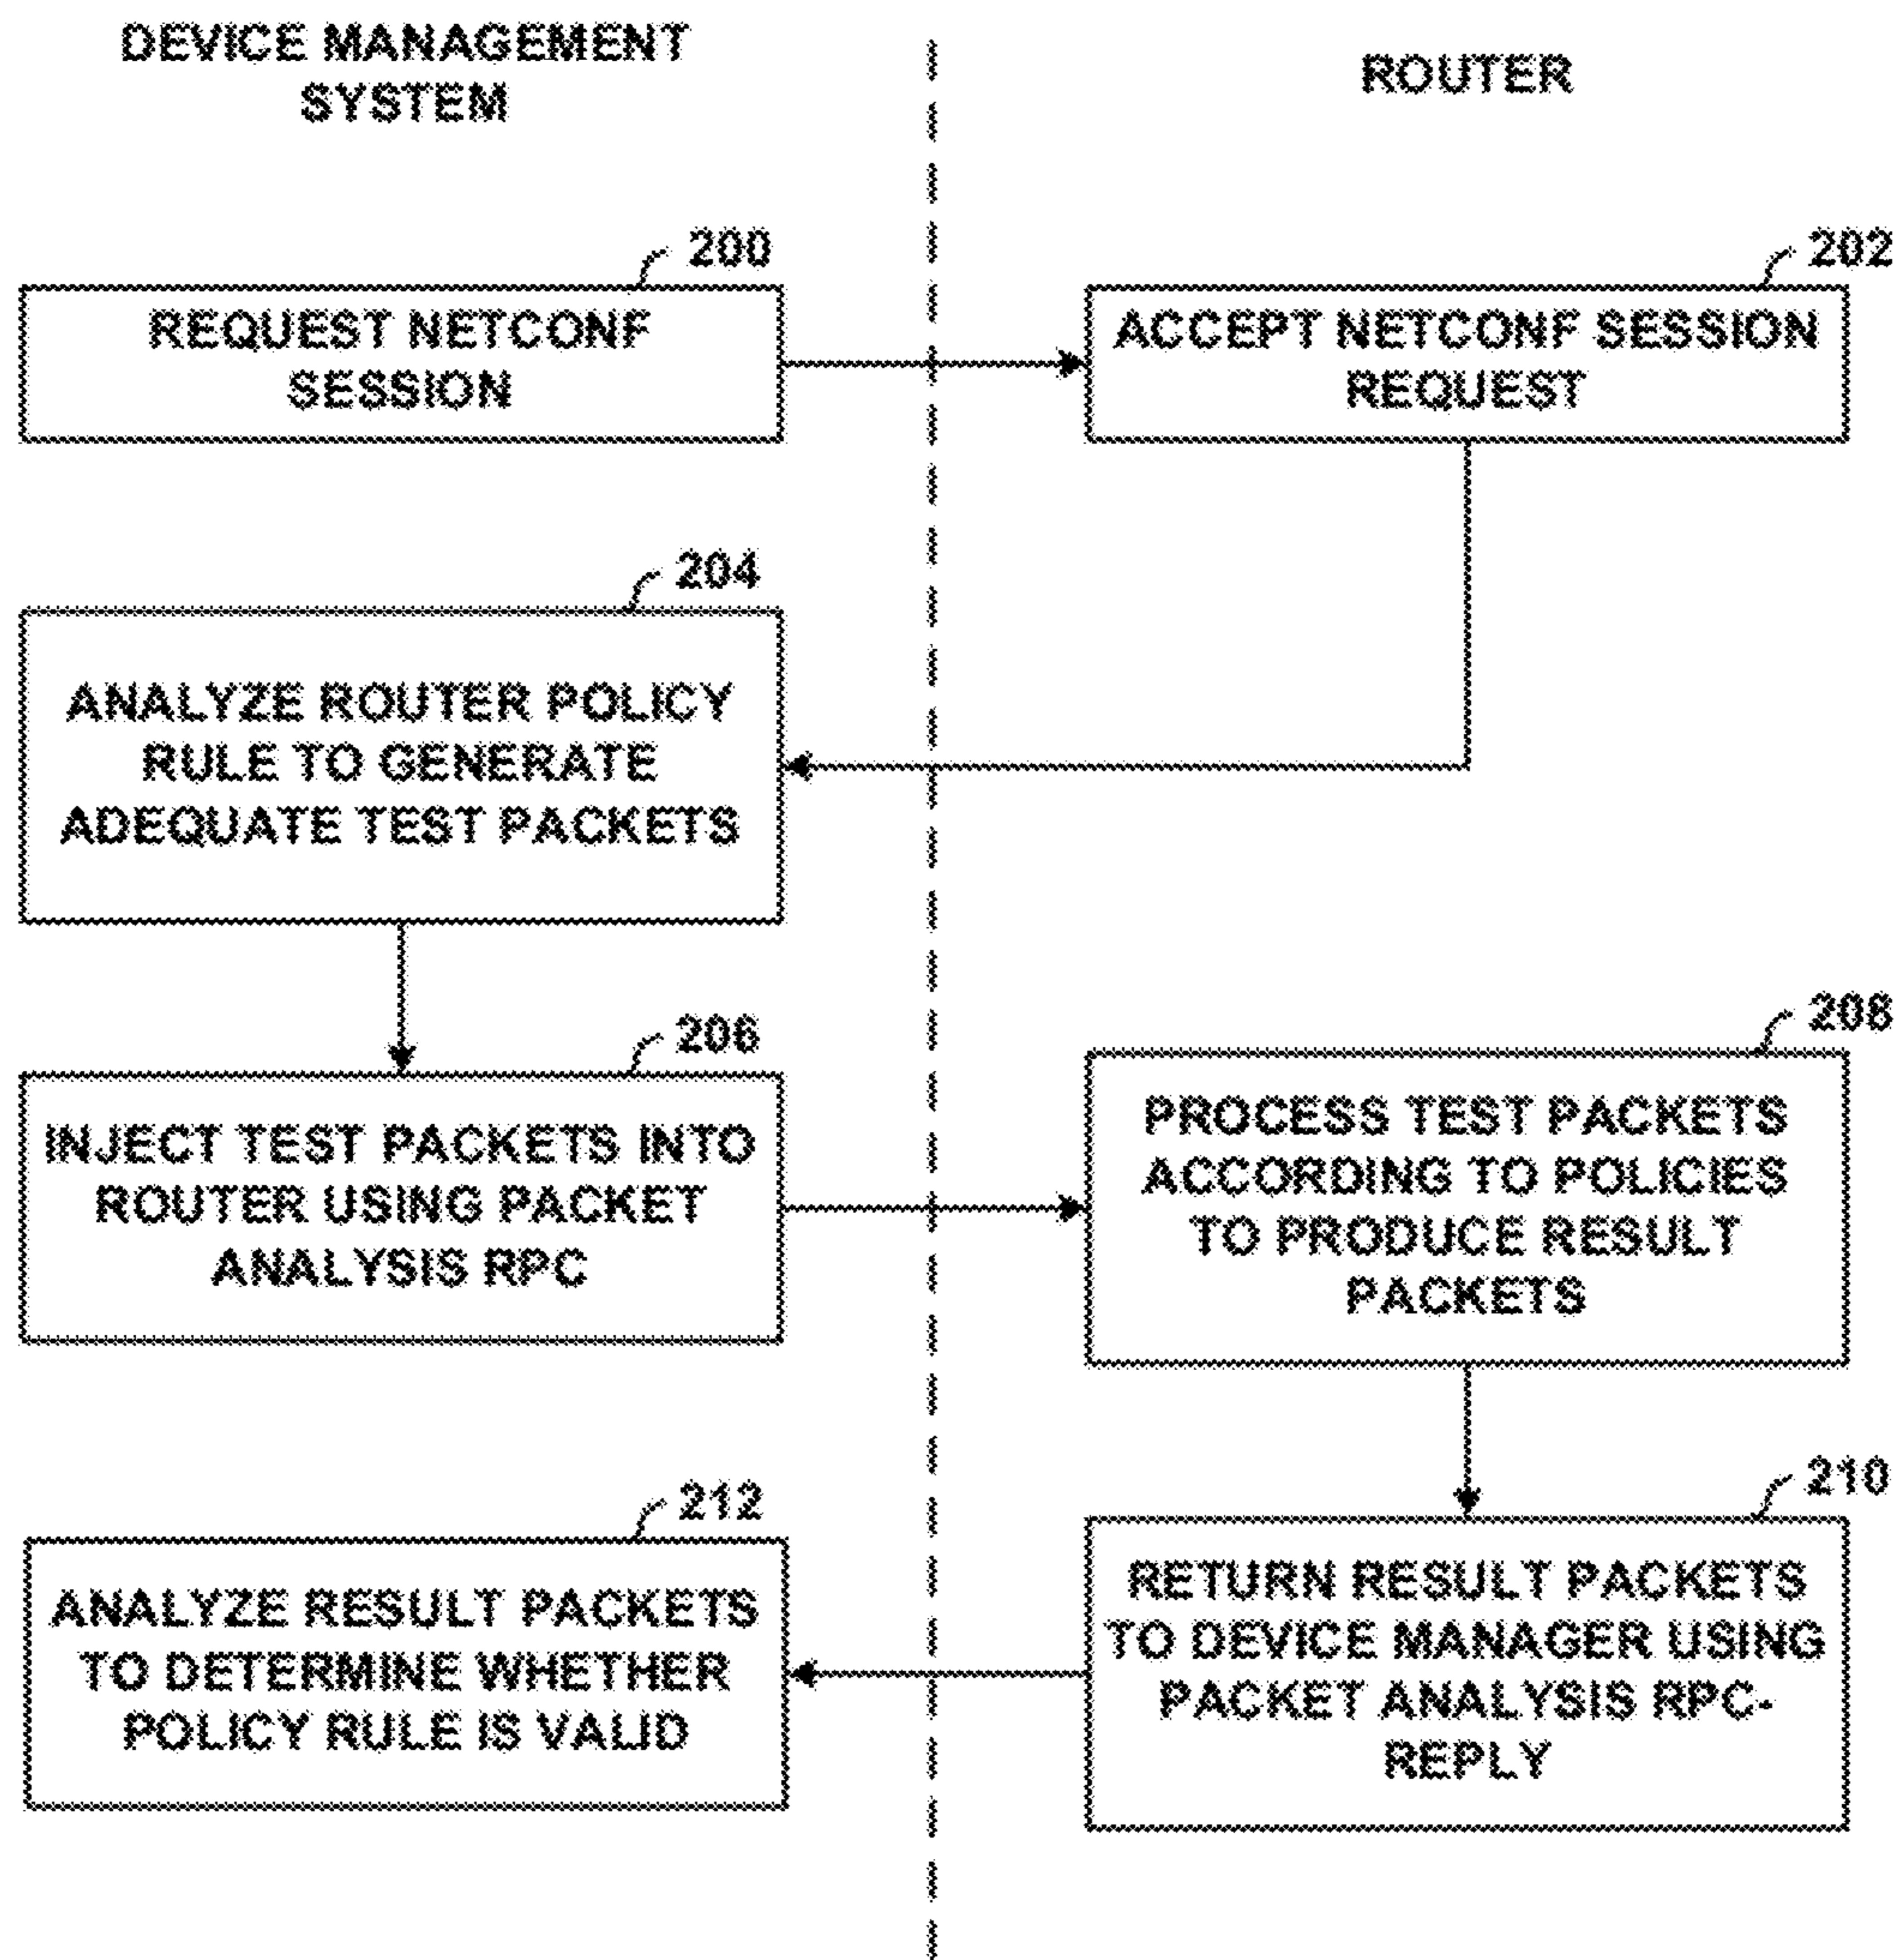 DEVICE MANAGEMENT
SYSTEM
ROUTER
200
REQUEST NETCONF
SESSION
202
ACCEPT NETCONF SESSION
REQUEST
204
ANALYZE ROUTER POLICY
RULE TO GENERATE
ADEQUATE TEST PACKETS
206
INJECT TEST PACKETS INTO
ROUTER USING PACKET
ANALYSIS RPC
208
PROCESS TEST PACKETS
ACCORDING TO POLICIES
TO PRODUCE RESULT
PACKETS
210
RETURN RESULT PACKETS
TO DEVICE MANAGER USING
PACKET ANALYSIS RPC-
REPLY
212
ANALYZE RESULT PACKETS
TO DETERMINE WHETHER
POLICY RULE IS VALID